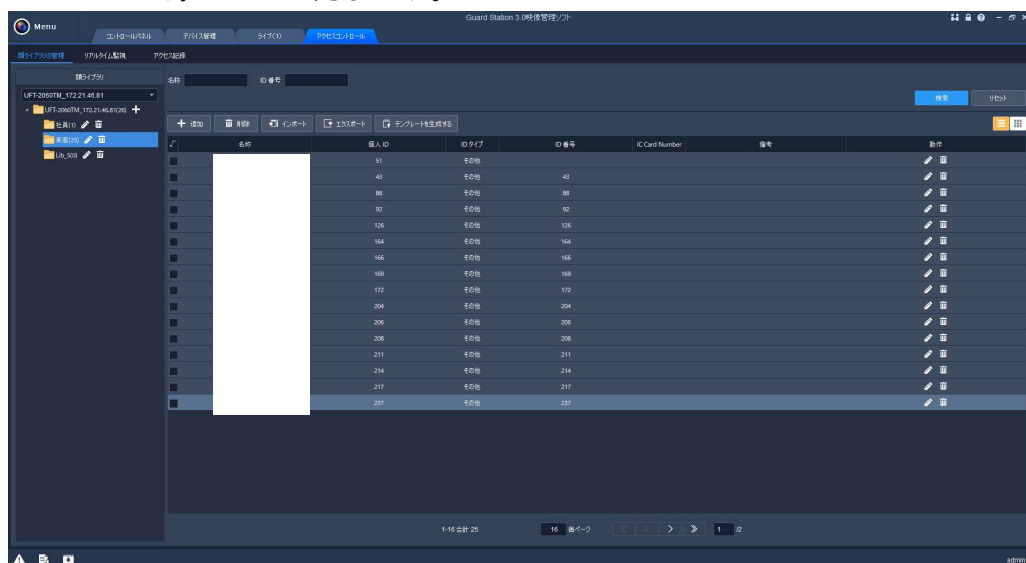 Guard Station 3.0映像管理ソフト
Menu コントロールパネル デバイス管理 ライブ(1) アクセスコントロール
顔ライブラリの管理 リアルタイム監視 アクセス記録
顔ライブラリ
名称 ID 番号
UFT-2060TM_172.21.46.81
検索 リセット
UFT-2060TM_172.21.46.81(26)
社員(1)
来客(25)
Lib_5(0)
追加 削除 インポート エクスポート テンプレートを生成する
名称 個人 ID ID タイプ ID 番号 IC Card Number 備考 動作
51 その他
43 その他 43
88 その他 88
92 その他 92
126 その他 126
164 その他 164
166 その他 166
169 その他 169
172 その他 172
204 その他 204
206 その他 206
208 その他 208
211 その他 211
214 その他 214
217 その他 217
237 その他 237
1-16 合計 25 16 1 /2
admin